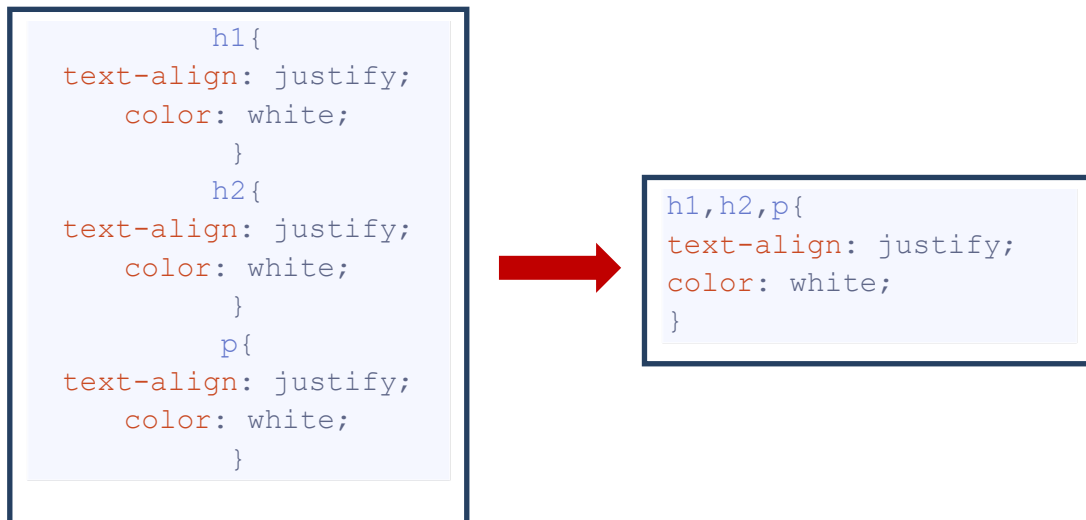 h1{
text-align: justify;
color: white;
}
h2{
text-align: justify;
color: white;
}
p{
text-align: justify;
color: white;
}
h1,h2,p{
text-align: justify;
color: white;
}